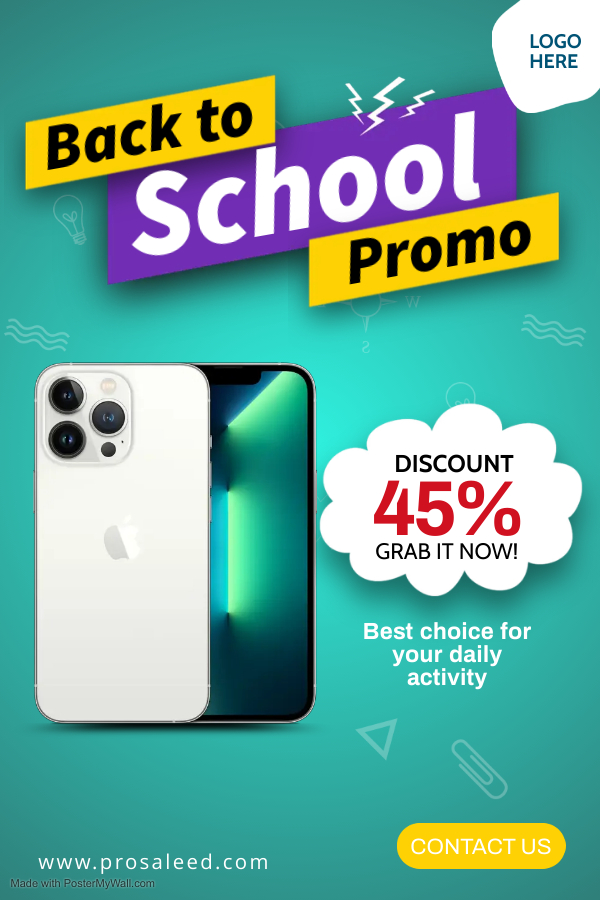 LOGO
HERE
Back to
School
Promo
W
S
DISCOUNT
45%
GRAB IT NOW!
Best choice for
your daily
activity
CONTACT US
www.prosaleed.com
Made with PosterMyWall.com